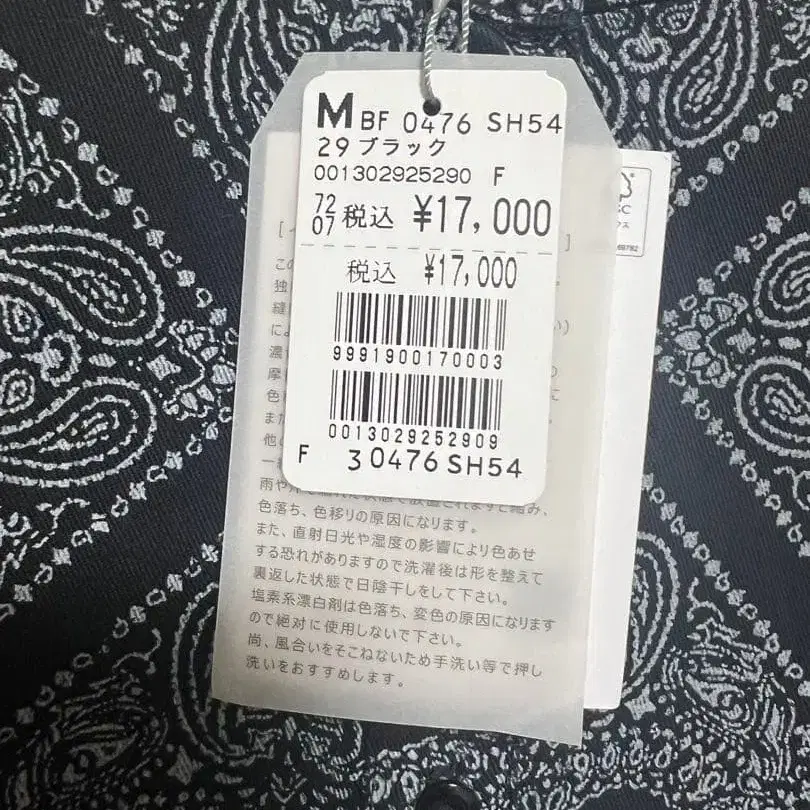 M BF 0476 SH54
29 ブラック
001302925290 F
72
07 税込 ¥17,000
税込 ¥17,000
9991900170003
0013029252909
F 30476 SH54
色落ち、色移りの原因になります。
また、直射日光や湿度の影響により色あせ
する恐れがありますので洗濯後は形を整えて
裏返した状態で日陰干しをして下さい。
塩素系漂白剤は色落ち、変色の原因になります
ので絶対に使用しないで下さい。
尚、風合いをそこねないため手洗い等で押し
洗いをおすすめします。